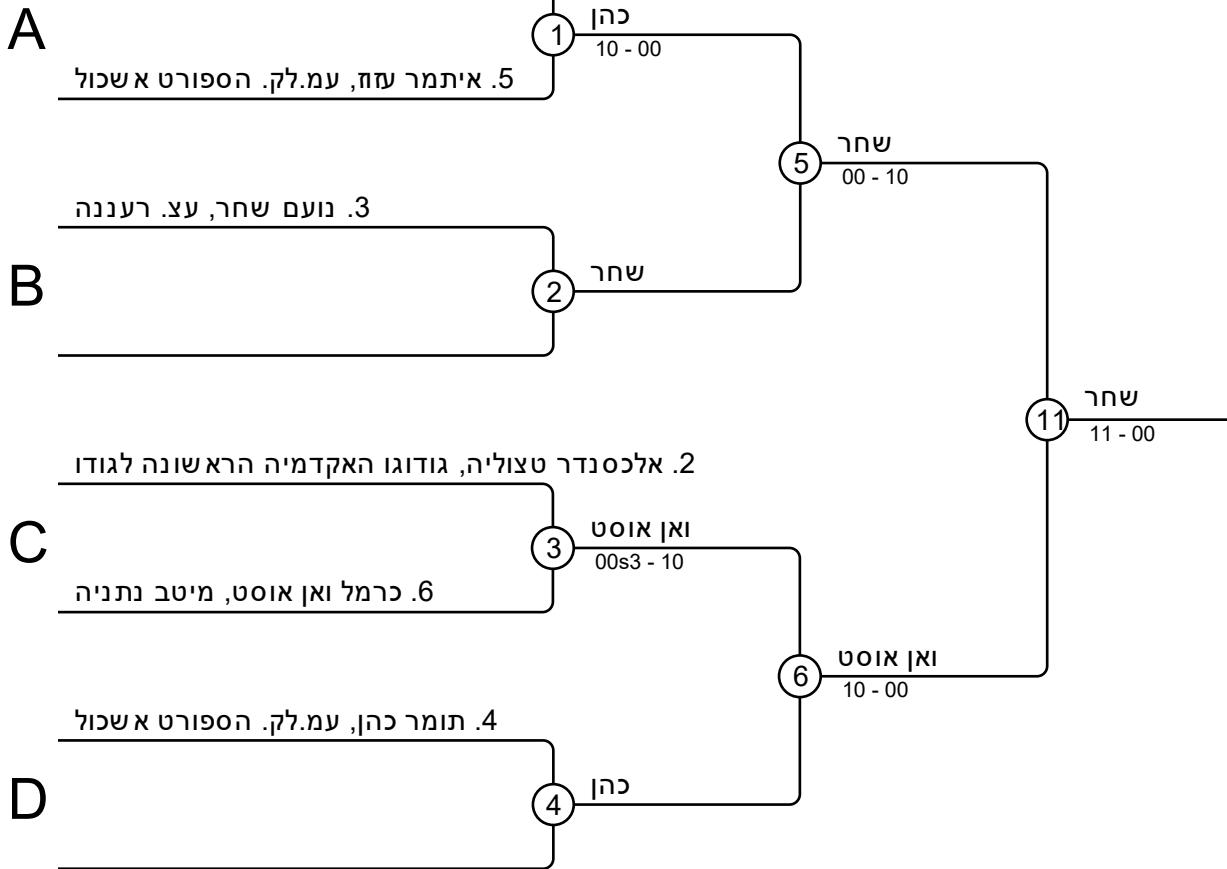 A
1
כהן
10 - 00
5. איתמר עזוז, עמ.לק. הספורט אשכול
5
שחר
00 - 10
3. נועם שחר, עצ. רעננה
B
2
שחר
11
שחר
11 - 00
2. אלכסנדר טצוליה, גודוגו האקדמיה הראשונה לגודו
C
3
ואן אוסט
00s3 - 10
6. כרמל ואן אוסט, מיטב נתניה
6
ואן אוסט
10 - 00
4. תומר כהן, עמ.לק. הספורט אשכול
D
4
כהן